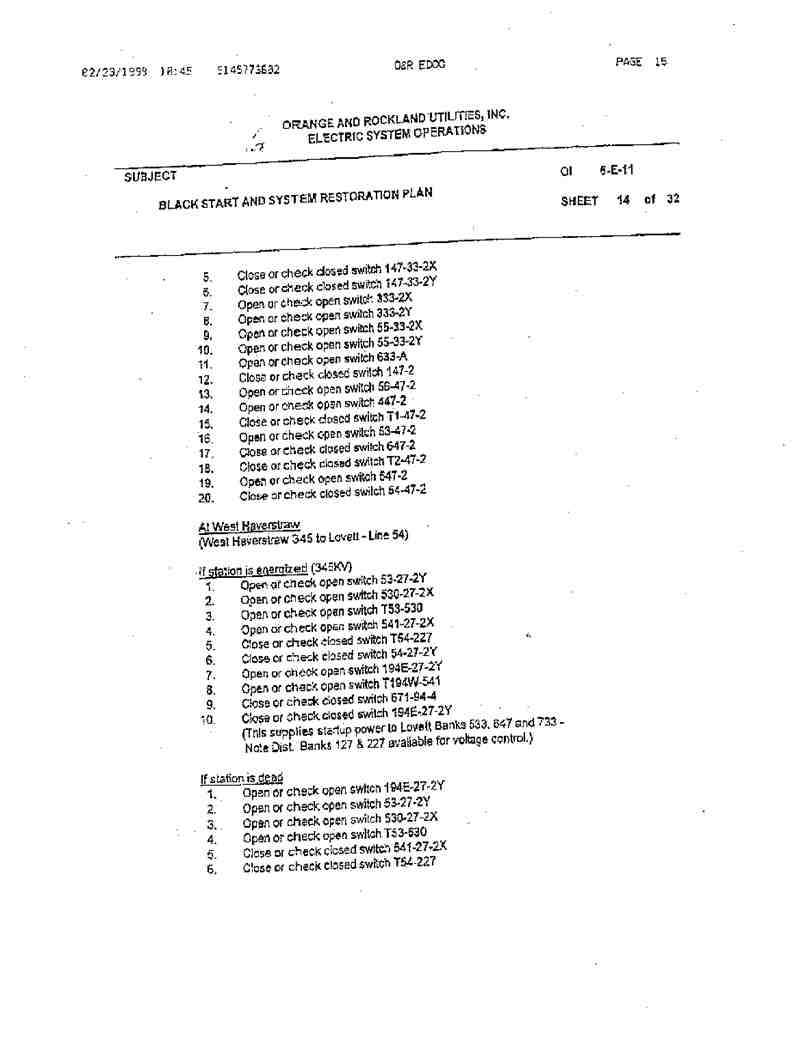 02/23/1999 18:45 9145773692 O&R EDOG PAGE 15
ORANGE AND ROCKLAND UTILITIES, INC.
ELECTRIC SYSTEM OPERATIONS
SUBJECT OI 6-E-11
BLACK START AND SYSTEM RESTORATION PLAN SHEET 14 of 32
5. Close or check closed switch 147-33-2X
6. Close or check closed switch 147-33-2Y
7. Open or check open switch 333-2X
8. Open or check open switch 333-2Y
9. Open or check open switch 55-33-2X
10. Open or check open switch 55-33-2Y
11. Open or check open switch 633-A
12. Close or check closed switch 147-2
13. Open or check open switch 56-47-2
14. Open or check open switch 447-2
15. Close or check closed switch T1-47-2
16. Open or check open switch 53-47-2
17. Close or check closed switch 647-2
18. Close or check closed switch T2-47-2
19. Open or check open switch 547-2
20. Close or check closed switch 54-47-2
At West Haverstraw
(West Haverstraw 345 to Lovett - Line 54)
If station is energized (345KV)
1. Open or check open switch 53-27-2Y
2. Open or check open switch 530-27-2X
3. Open or check open switch T53-530
4. Open or check open switch 541-27-2X
5. Close or check closed switch T54-227
6. Close or check closed switch 54-27-2Y
7. Open or check open switch 194E-27-2Y
8. Open or check open switch T194W-541
9. Close or check closed switch 671-94-4
10. Close or check closed switch 194E-27-2Y
(This supplies startup power to Lovett Banks 533, 647 and 733 -
Note Dist. Banks 127 & 227 available for voltage control.)
If station is dead
1. Open or check open switch 194E-27-2Y
2. Open or check open switch 53-27-2Y
3. Open or check open switch 530-27-2X
4. Open or check open switch T53-530
5. Close or check closed switch 541-27-2X
6. Close or check closed switch T54-227